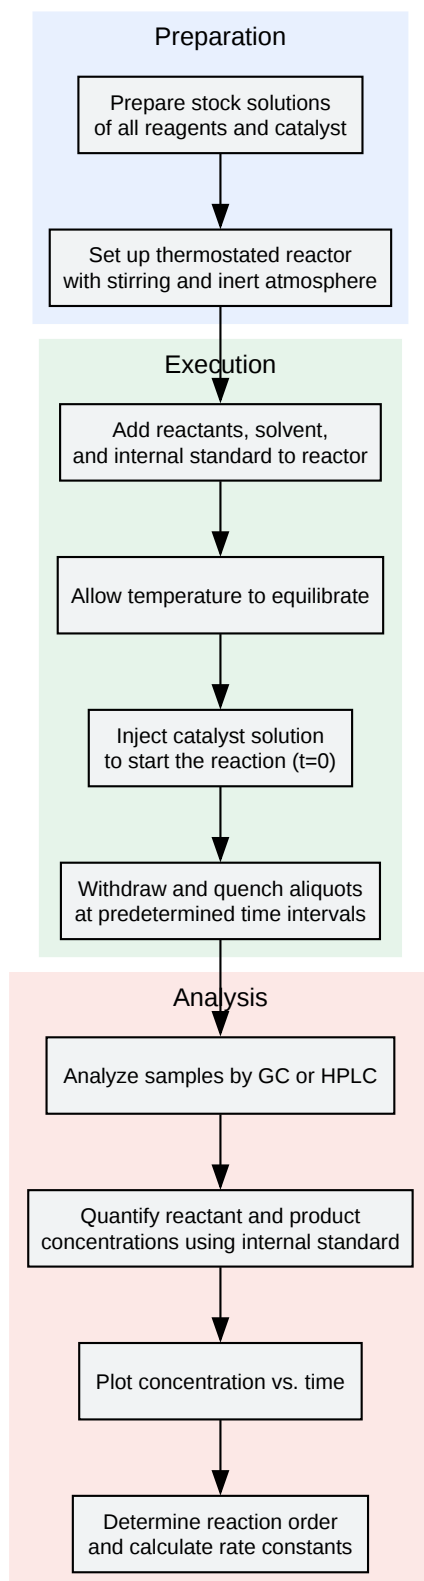 Preparation
Prepare stock solutions
of all reagents and catalyst
Set up thermostated reactor
with stirring and inert atmosphere
Execution
Add reactants, solvent,
and internal standard to reactor
Allow temperature to equilibrate
Inject catalyst solution
to start the reaction (t=0)
Withdraw and quench aliquots
at predetermined time intervals
Analysis
Analyze samples by GC or HPLC
Quantify reactant and product
concentrations using internal standard
Plot concentration vs. time
Determine reaction order
and calculate rate constants